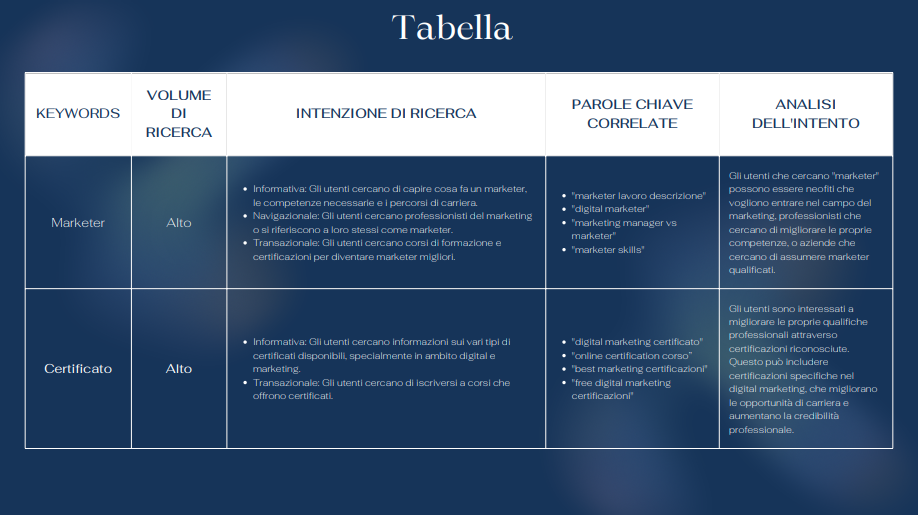 Tabella
KEYWORDS
VOLUME
DI
RICERCA
INTENZIONE DI RICERCA
PAROLE CHIAVE
CORRELATE
ANALISI
DELL'INTENTO
Marketer
Alto
• Informativa: Gli utenti cercano di capire cosa fa un marketer,
le competenze necessarie e i percorsi di carriera.
• Navigazionale: Gli utenti cercano professionisti del marketing
o si riferiscono a loro stessi come marketer.
• Transazionale: Gli utenti cercano corsi di formazione e
certificazioni per diventare marketer migliori.
• "marketer lavoro descrizione"
• "digital marketer"
• "marketing manager vs
marketer"
• "marketer skills"
Gli utenti che cercano "marketer"
possono essere neofiti che
vogliono entrare nel campo del
marketing, professionisti che
cercano di migliorare le proprie
competenze, o aziende che
cercano di assumere marketer
qualificati.
Certificato
Alto
• Informativa: Gli utenti cercano informazioni sui vari tipi di
certificati disponibili, specialmente in ambito digital e
marketing.
• Transazionale: Gli utenti cercano di iscriversi a corsi che
offrono certificati.
• "digital marketing certificato"
• "online certification corso"
• "best marketing certificazioni"
• "free digital marketing
certificazioni"
Gli utenti sono interessati a
migliorare le proprie qualifiche
professionali attraverso
certificazioni riconosciute.
Questo può includere
certificazioni specifiche nel
digital marketing, che migliorano
le opportunità di carriera e
aumentano la credibilità
professionale.